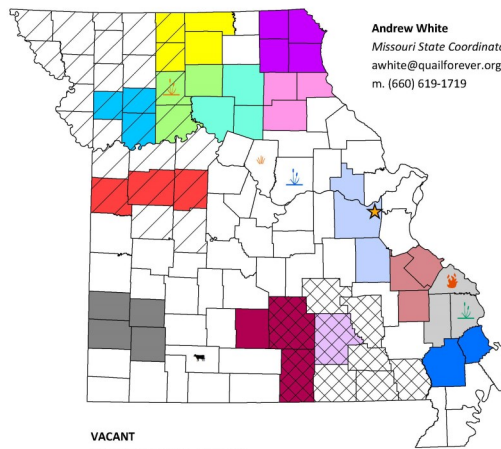 Andrew White
Missouri State Coordinato
awhite@quailforever.org
m. (660) 619-1719
VACANT